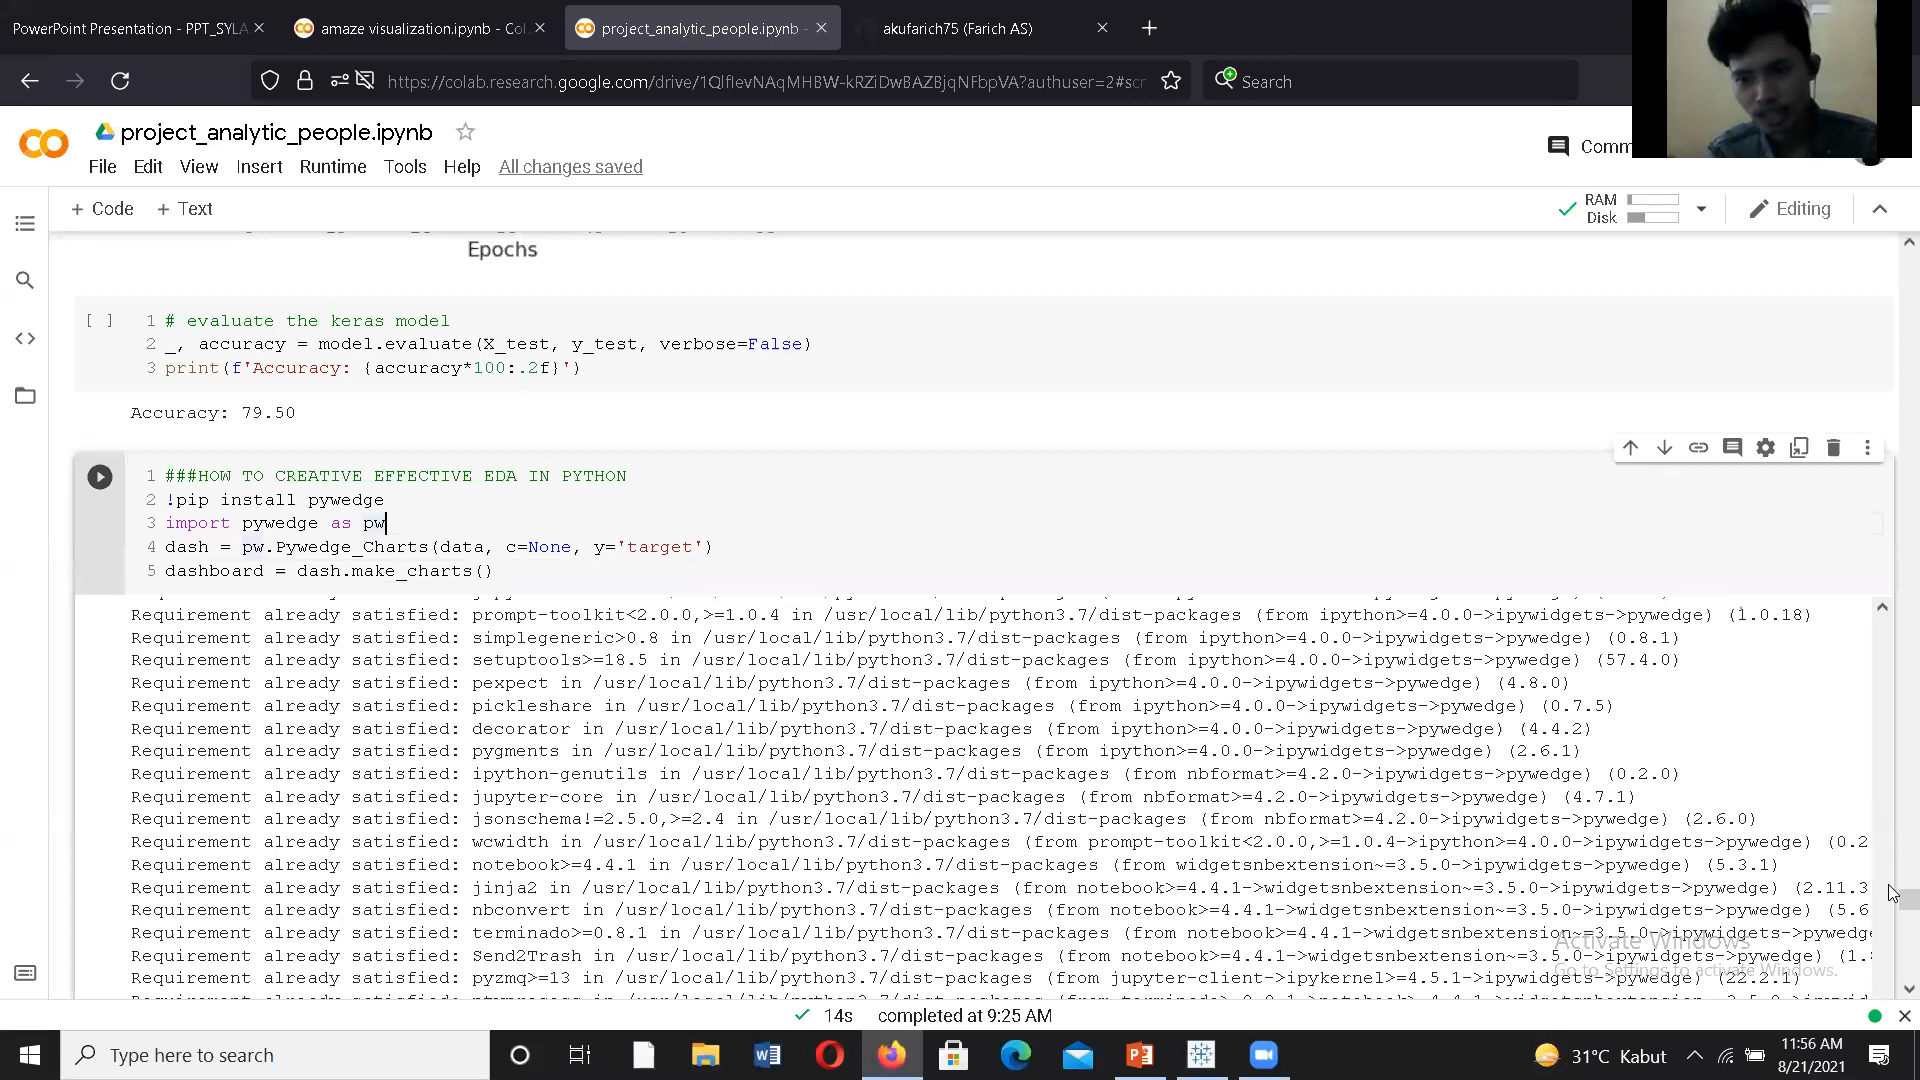 PowerPoint Presentation - PPT_SYLA
amaze visualization.ipynb - Col
project_analytic_people.ipynb -
akufarich75 (Farich AS)
https://colab.research.google.com/drive/1QlfIevNAqMHBW-kRZiDwBAZBjqNFbpVA?authuser=2#scr
Search
project_analytic_people.ipynb
Comm
File Edit View Insert Runtime Tools Help All changes saved
+ Code + Text
RAM
Disk
Editing
Epochs
[ ] 1 # evaluate the keras model
2 _, accuracy = model.evaluate(X_test, y_test, verbose=False)
3 print(f'Accuracy: {accuracy*100:.2f}')
Accuracy: 79.50
1 ###HOW TO CREATIVE EFFECTIVE EDA IN PYTHON
2 !pip install pywedge
3 import pywedge as pw
4 dash = pw.Pywedge_Charts(data, c=None, y='target')
5 dashboard = dash.make_charts()
Requirement already satisfied: prompt-toolkit<2.0.0,>=1.0.4 in /usr/local/lib/python3.7/dist-packages (from ipython>=4.0.0->ipywidgets->pywedge) (1.0.18)
Requirement already satisfied: simplegeneric>0.8 in /usr/local/lib/python3.7/dist-packages (from ipython>=4.0.0->ipywidgets->pywedge) (0.8.1)
Requirement already satisfied: setuptools>=18.5 in /usr/local/lib/python3.7/dist-packages (from ipython>=4.0.0->ipywidgets->pywedge) (57.4.0)
Requirement already satisfied: pexpect in /usr/local/lib/python3.7/dist-packages (from ipython>=4.0.0->ipywidgets->pywedge) (4.8.0)
Requirement already satisfied: pickleshare in /usr/local/lib/python3.7/dist-packages (from ipython>=4.0.0->ipywidgets->pywedge) (0.7.5)
Requirement already satisfied: decorator in /usr/local/lib/python3.7/dist-packages (from ipython>=4.0.0->ipywidgets->pywedge) (4.4.2)
Requirement already satisfied: pygments in /usr/local/lib/python3.7/dist-packages (from ipython>=4.0.0->ipywidgets->pywedge) (2.6.1)
Requirement already satisfied: ipython-genutils in /usr/local/lib/python3.7/dist-packages (from nbformat>=4.2.0->ipywidgets->pywedge) (0.2.0)
Requirement already satisfied: jupyter-core in /usr/local/lib/python3.7/dist-packages (from nbformat>=4.2.0->ipywidgets->pywedge) (4.7.1)
Requirement already satisfied: jsonschema!=2.5.0,>=2.4 in /usr/local/lib/python3.7/dist-packages (from nbformat>=4.2.0->ipywidgets->pywedge) (2.6.0)
Requirement already satisfied: wcwidth in /usr/local/lib/python3.7/dist-packages (from prompt-toolkit<2.0.0,>=1.0.4->ipython>=4.0.0->ipywidgets->pywedge) (0.2
Requirement already satisfied: notebook>=4.4.1 in /usr/local/lib/python3.7/dist-packages (from widgetsnbextension~=3.5.0->ipywidgets->pywedge) (5.3.1)
Requirement already satisfied: jinja2 in /usr/local/lib/python3.7/dist-packages (from notebook>=4.4.1->widgetsnbextension~=3.5.0->ipywidgets->pywedge) (2.11.3
Requirement already satisfied: nbconvert in /usr/local/lib/python3.7/dist-packages (from notebook>=4.4.1->widgetsnbextension~=3.5.0->ipywidgets->pywedge) (5.6
Requirement already satisfied: terminado>=0.8.1 in /usr/local/lib/python3.7/dist-packages (from notebook>=4.4.1->widgetsnbextension~=3.5.0->ipywidgets->pywedge
Requirement already satisfied: Send2Trash in /usr/local/lib/python3.7/dist-packages (from notebook>=4.4.1->widgetsnbextension~=3.5.0->ipywidgets->pywedge) (1.
Requirement already satisfied: pyzmq>=13 in /usr/local/lib/python3.7/dist-packages (from jupyter-client->ipykernel>=4.5.1->ipywidgets->pywedge) (22.2.1)
Activate Windows
Go to Settings to activate Windows.
14s completed at 9:25 AM
Type here to search
31°C Kabut
11:56 AM
8/21/2021